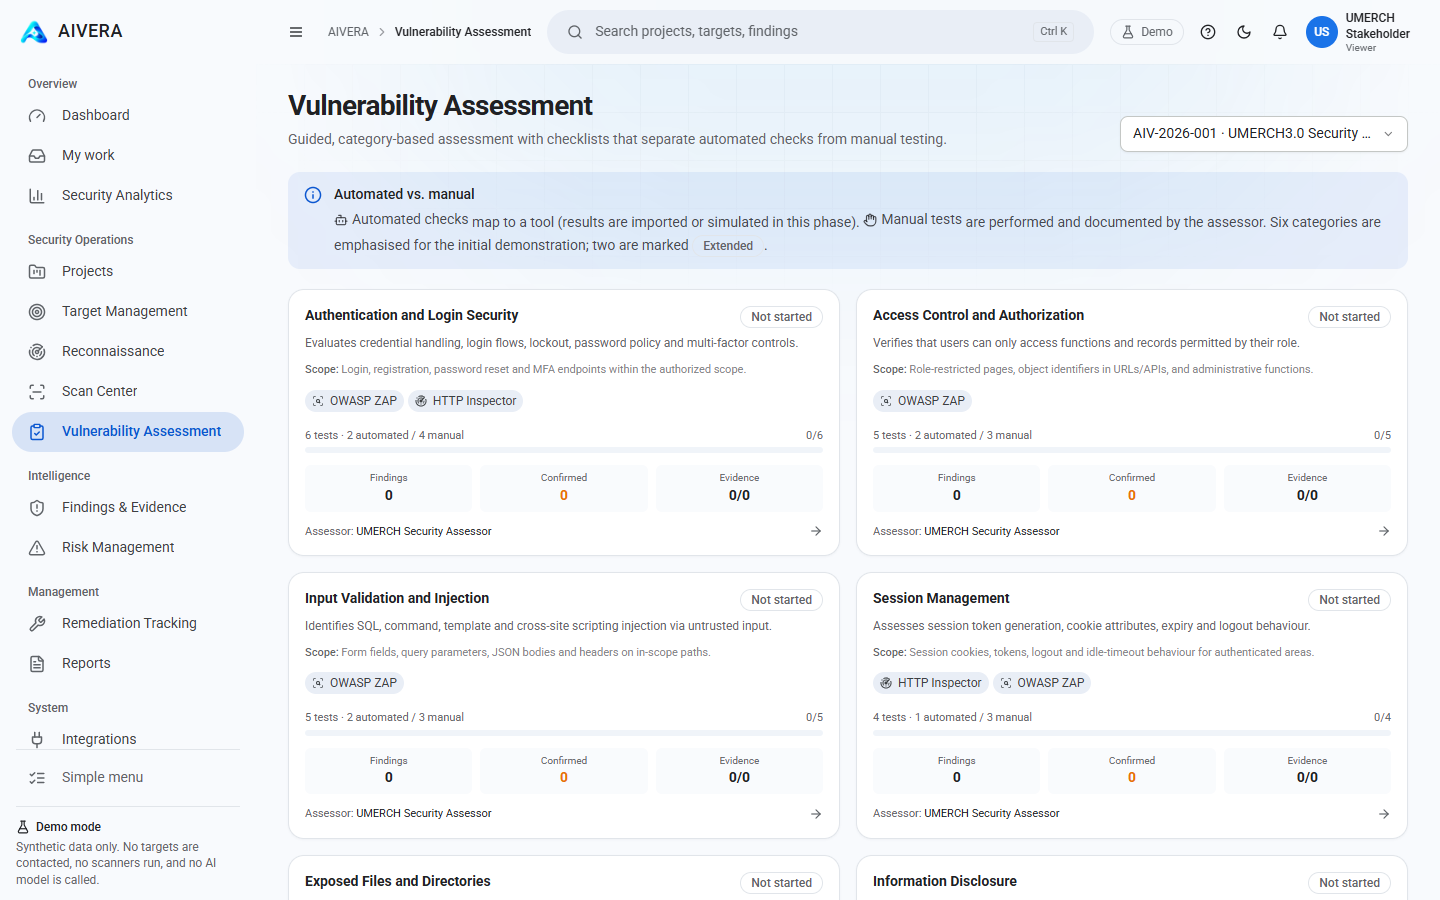 AIVERA
AIVERA > Vulnerability Assessment
Search projects, targets, findings
Ctrl K
Demo
US
UMERCH
Stakeholder
Viewer
Overview
Dashboard
My work
Security Analytics
Security Operations
Projects
Target Management
Reconnaissance
Scan Center
Vulnerability Assessment
Intelligence
Findings & Evidence
Risk Management
Management
Remediation Tracking
Reports
System
Integrations
Simple menu
Demo mode
Synthetic data only. No targets are
contacted, no scanners run, and no AI
model is called.
Vulnerability Assessment
Guided, category-based assessment with checklists that separate automated checks from manual testing.
AIV-2026-001 · UMERCH3.0 Security ...
Automated vs. manual
Automated checks map to a tool (results are imported or simulated in this phase). Manual tests are performed and documented by the assessor. Six categories are
emphasised for the initial demonstration; two are marked Extended .
Authentication and Login Security
Not started
Evaluates credential handling, login flows, lockout, password policy and multi-factor controls.
Scope: Login, registration, password reset and MFA endpoints within the authorized scope.
OWASP ZAP
HTTP Inspector
6 tests · 2 automated / 4 manual
0/6
Findings
0
Confirmed
0
Evidence
0/0
Assessor: UMERCH Security Assessor
Access Control and Authorization
Not started
Verifies that users can only access functions and records permitted by their role.
Scope: Role-restricted pages, object identifiers in URLs/APIs, and administrative functions.
OWASP ZAP
5 tests · 2 automated / 3 manual
0/5
Findings
0
Confirmed
0
Evidence
0/0
Assessor: UMERCH Security Assessor
Input Validation and Injection
Not started
Identifies SQL, command, template and cross-site scripting injection via untrusted input.
Scope: Form fields, query parameters, JSON bodies and headers on in-scope paths.
OWASP ZAP
5 tests · 2 automated / 3 manual
0/5
Findings
0
Confirmed
0
Evidence
0/0
Assessor: UMERCH Security Assessor
Session Management
Not started
Assesses session token generation, cookie attributes, expiry and logout behaviour.
Scope: Session cookies, tokens, logout and idle-timeout behaviour for authenticated areas.
HTTP Inspector
OWASP ZAP
4 tests · 1 automated / 3 manual
0/4
Findings
0
Confirmed
0
Evidence
0/0
Assessor: UMERCH Security Assessor
Exposed Files and Directories
Not started
Information Disclosure
Not started